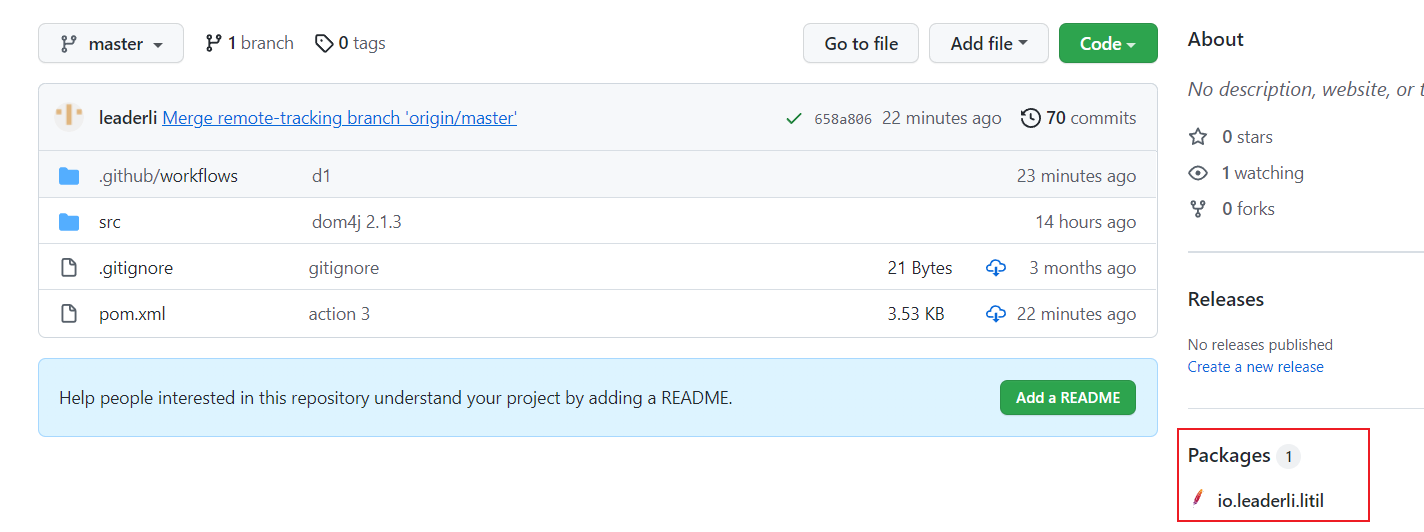 master
1 branch
0 tags
Go to file
Add file
Code
leaderli Merge remote-tracking branch 'origin/master'
658a806 22 minutes ago
70 commits
.github/workflows d1 23 minutes ago
src dom4j 2.1.3 14 hours ago
.gitignore gitignore 21 Bytes 3 months ago
pom.xml action 3 3.53 KB 22 minutes ago
Help people interested in this repository understand your project by adding a README.
Add a README
About
No description, website, or t
0 stars
1 watching
0 forks
Releases
No releases published
Create a new release
Packages 1
io.leaderli.litil